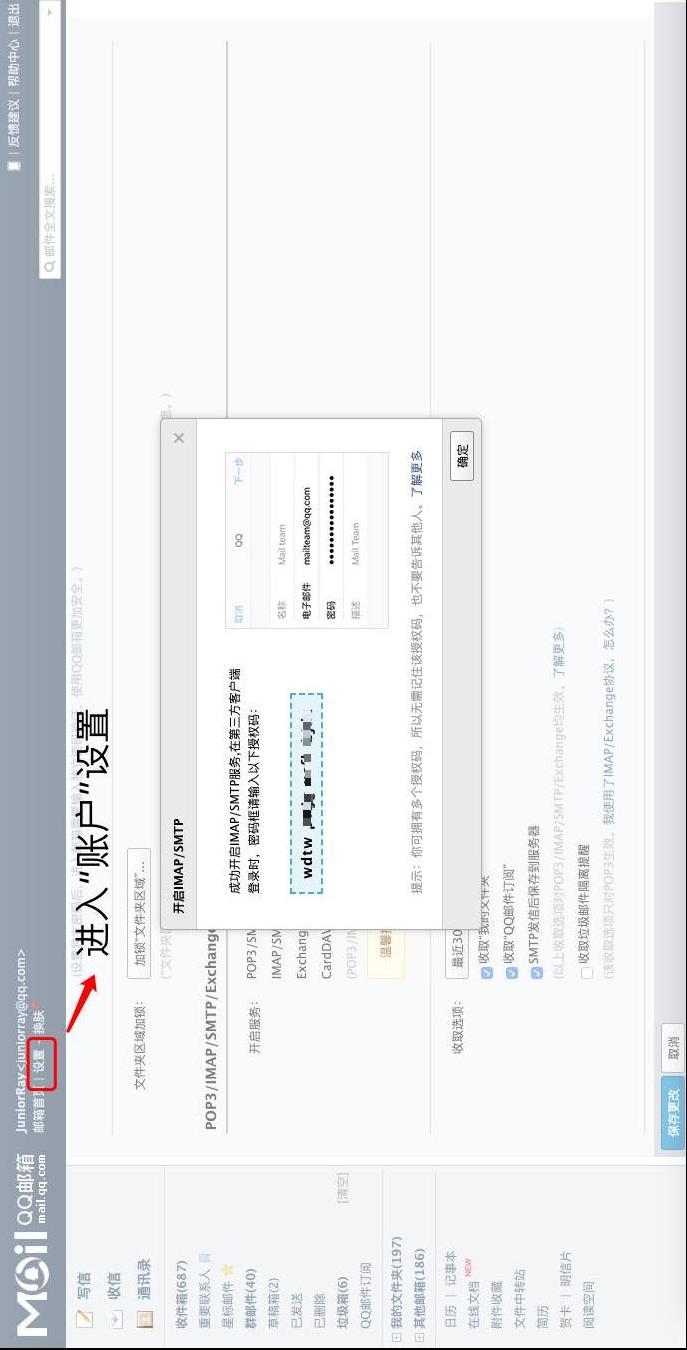 Mail QQ邮箱
mail.qq.com
JuniorRay<juniorray@qq.com>
邮箱首页 | 设置 - 换肤
反馈建议 | 帮助中心 | 退出
邮件全文搜索...
写信
收信
通讯录
收件箱(687)
重要联系人
星标邮件
群邮件(40)
草稿箱(2)
已发送
已删除
垃圾箱(6) [清空]
QQ邮件订阅
我的文件夹(197)
其他邮箱(186)
日历 | 记事本
在线文档 NEW
附件收藏
文件中转站
简历
贺卡 | 明信片
阅读空间
使用QQ邮箱更加安全。)
进入“账户”设置
文件夹区域加锁: 加锁“文件夹区域”...
POP3/IMAP/SMTP/Exchange
开启服务: POP3/SM
IMAP/SM
Exchang
CardDAV
(POP3/IM
温馨
开启IMAP/SMTP
成功开启IMAP/SMTP服务,在第三方客户端
登录时，密码框请输入以下授权码:
wdtw
取消 QQ 下一步
名称 Mail team
电子邮件 mailteam@qq.com
密码 ••••••••••••••••
描述 Mail Team
提示：你可拥有多个授权码，所以无需记住该授权码，也不要告诉其他人。了解更多
确定
收取选项: 最近30
收取“我的文件夹
收取“QQ邮件订阅”
SMTP发信后保存到服务器
(以上收取选项对POP3/IMAP/SMTP/Exchange均生效。了解更多)
收取垃圾邮件隔离提醒
(该收取选项只对POP3生效，我使用了IMAP/Exchange协议，怎么办？)
保存更改 取消